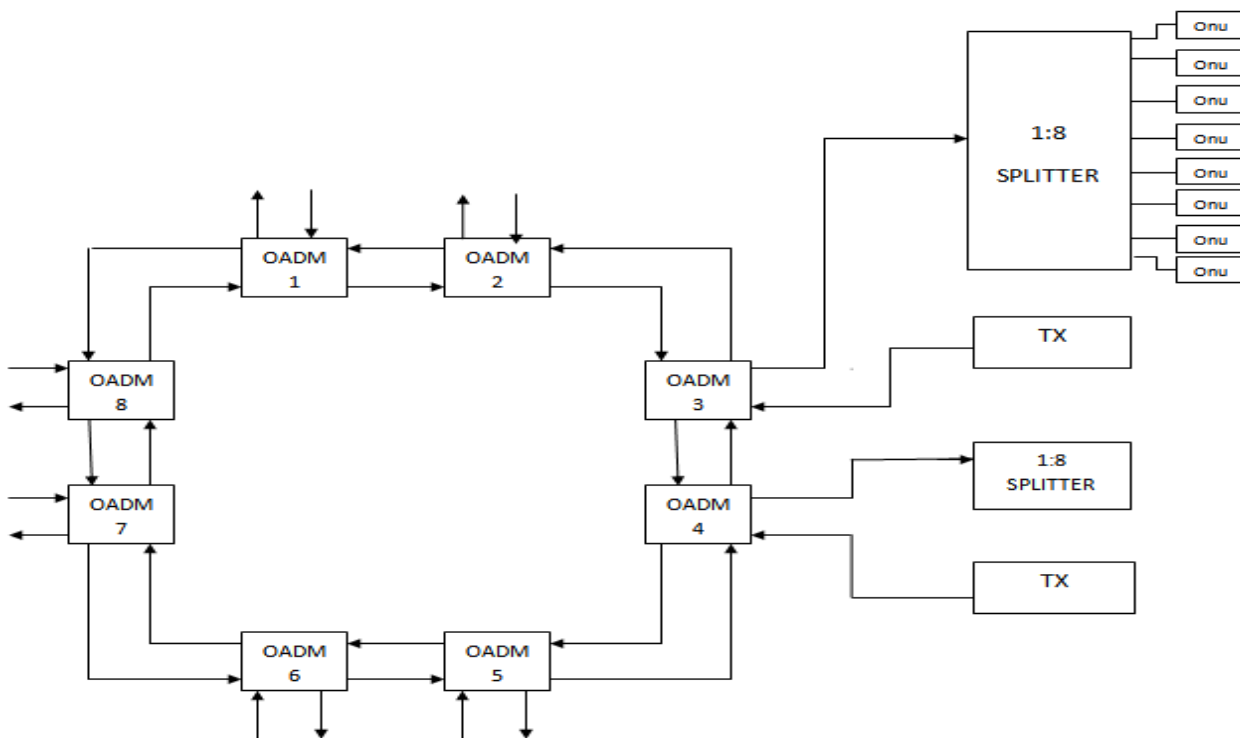 Onu
Onu
Onu
Onu
Onu
Onu
Onu
Onu
1:8
SPLITTER
OADM
1
OADM
2
TX
OADM
8
OADM
3
1:8
SPLITTER
OADM
7
OADM
4
TX
OADM
6
OADM
5